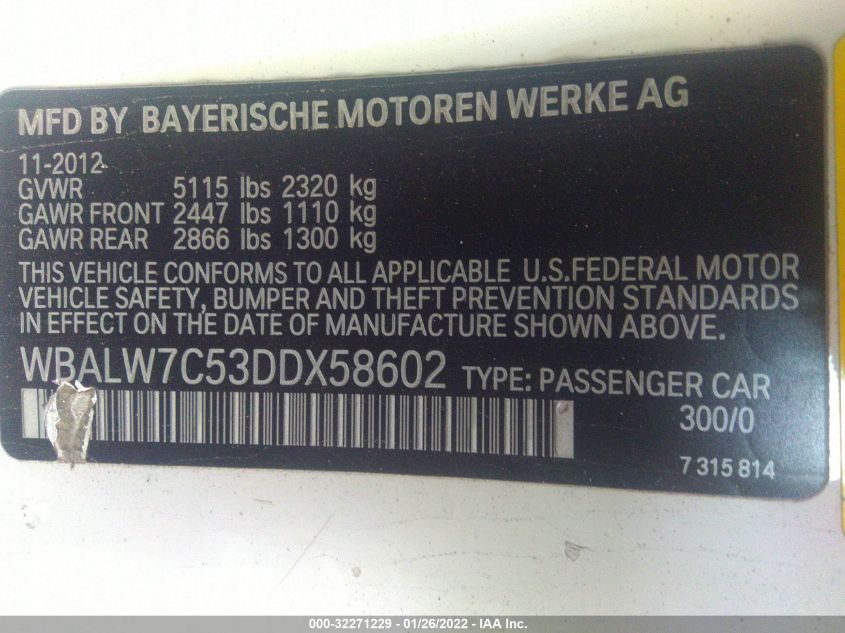 MFD BY BAYERISCHE MOTOREN WERKE AG
11-2012
GVWR 5115 lbs 2320 kg
GAWR FRONT 2447 lbs 1110 kg
GAWR REAR 2866 lbs 1300 kg
THIS VEHICLE CONFORMS TO ALL APPLICABLE U.S.FEDERAL MOTOR
VEHICLE SAFETY, BUMPER AND THEFT PREVENTION STANDARDS
IN EFFECT ON THE DATE OF MANUFACTURE SHOWN ABOVE.
WBALW7C53DDX58602 TYPE: PASSENGER CAR
300/0
7 315 814
000-32271229 - 01/26/2022 - IAA Inc.